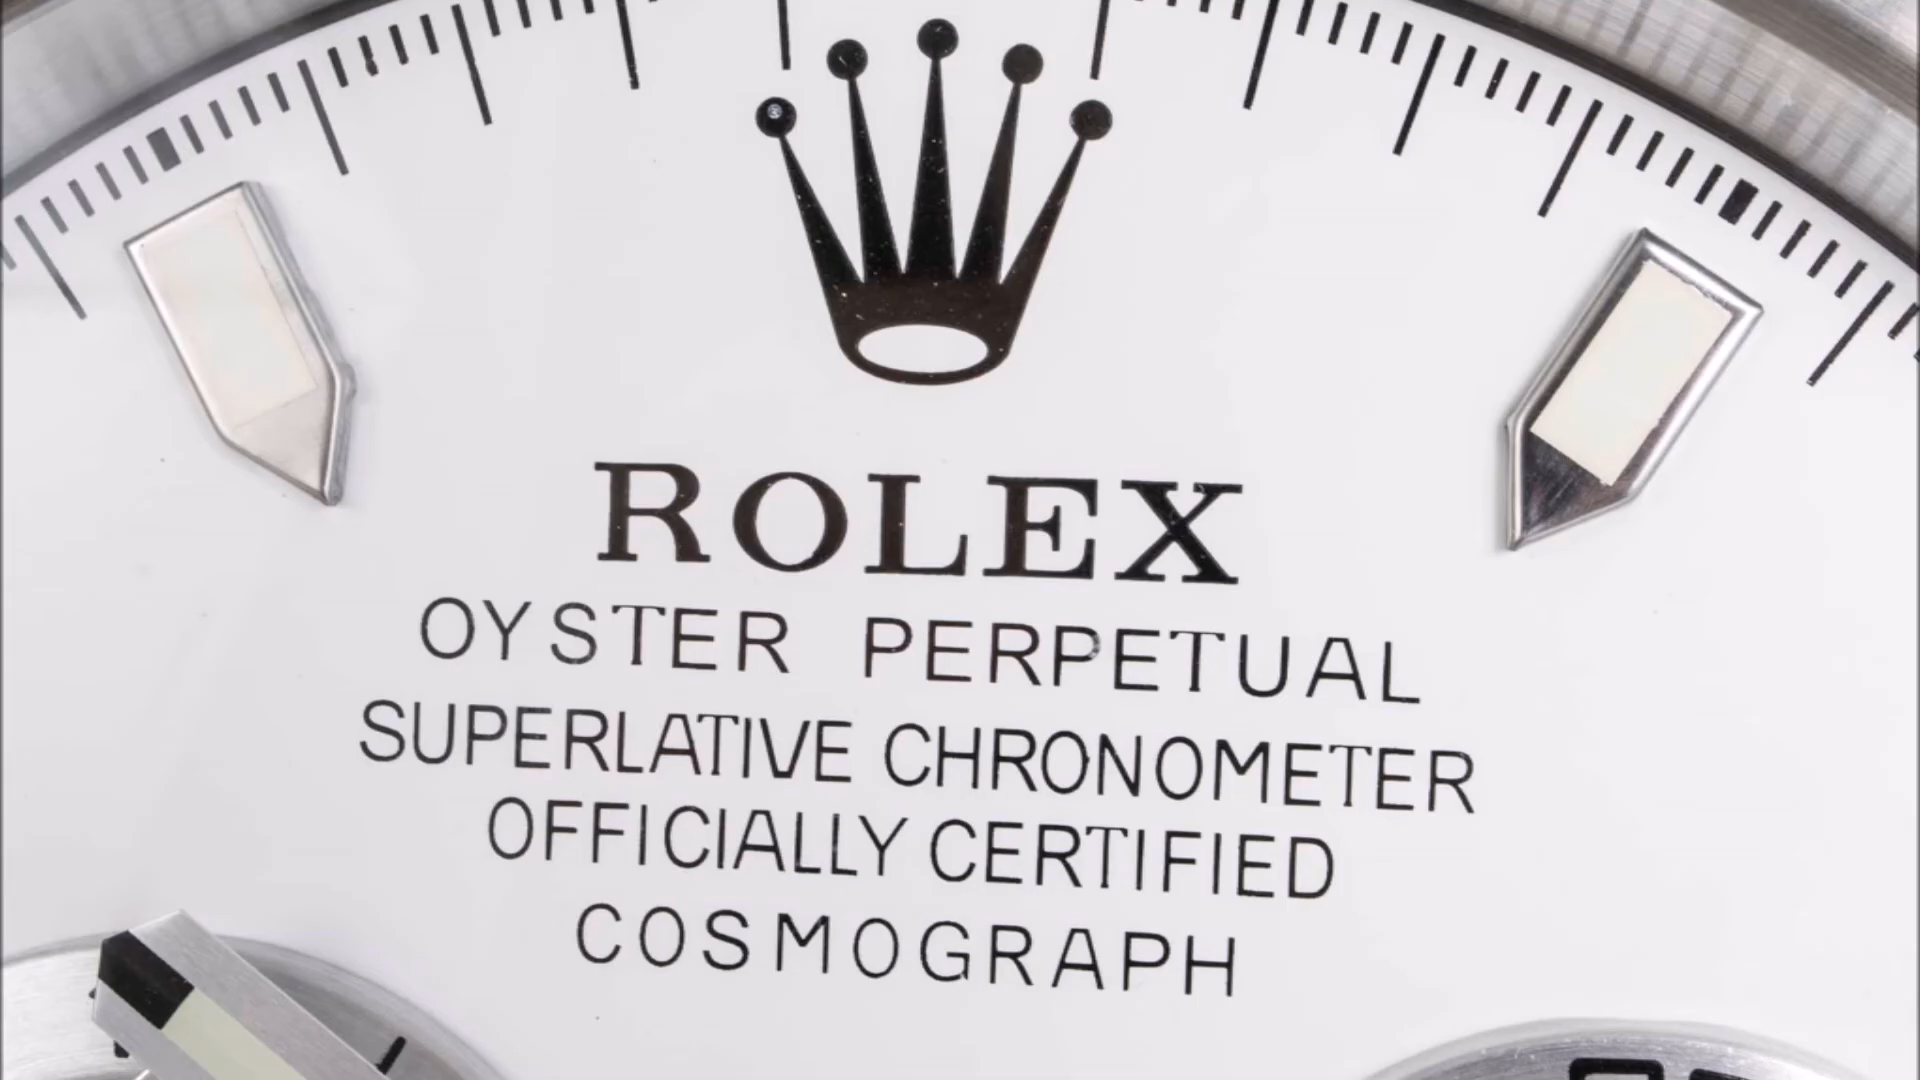 ROLEX
OYSTER PERPETUAL
SUPERLATIVE CHRONOMETER
OFFICIALLY CERTIFIED
COSMOGRAPH